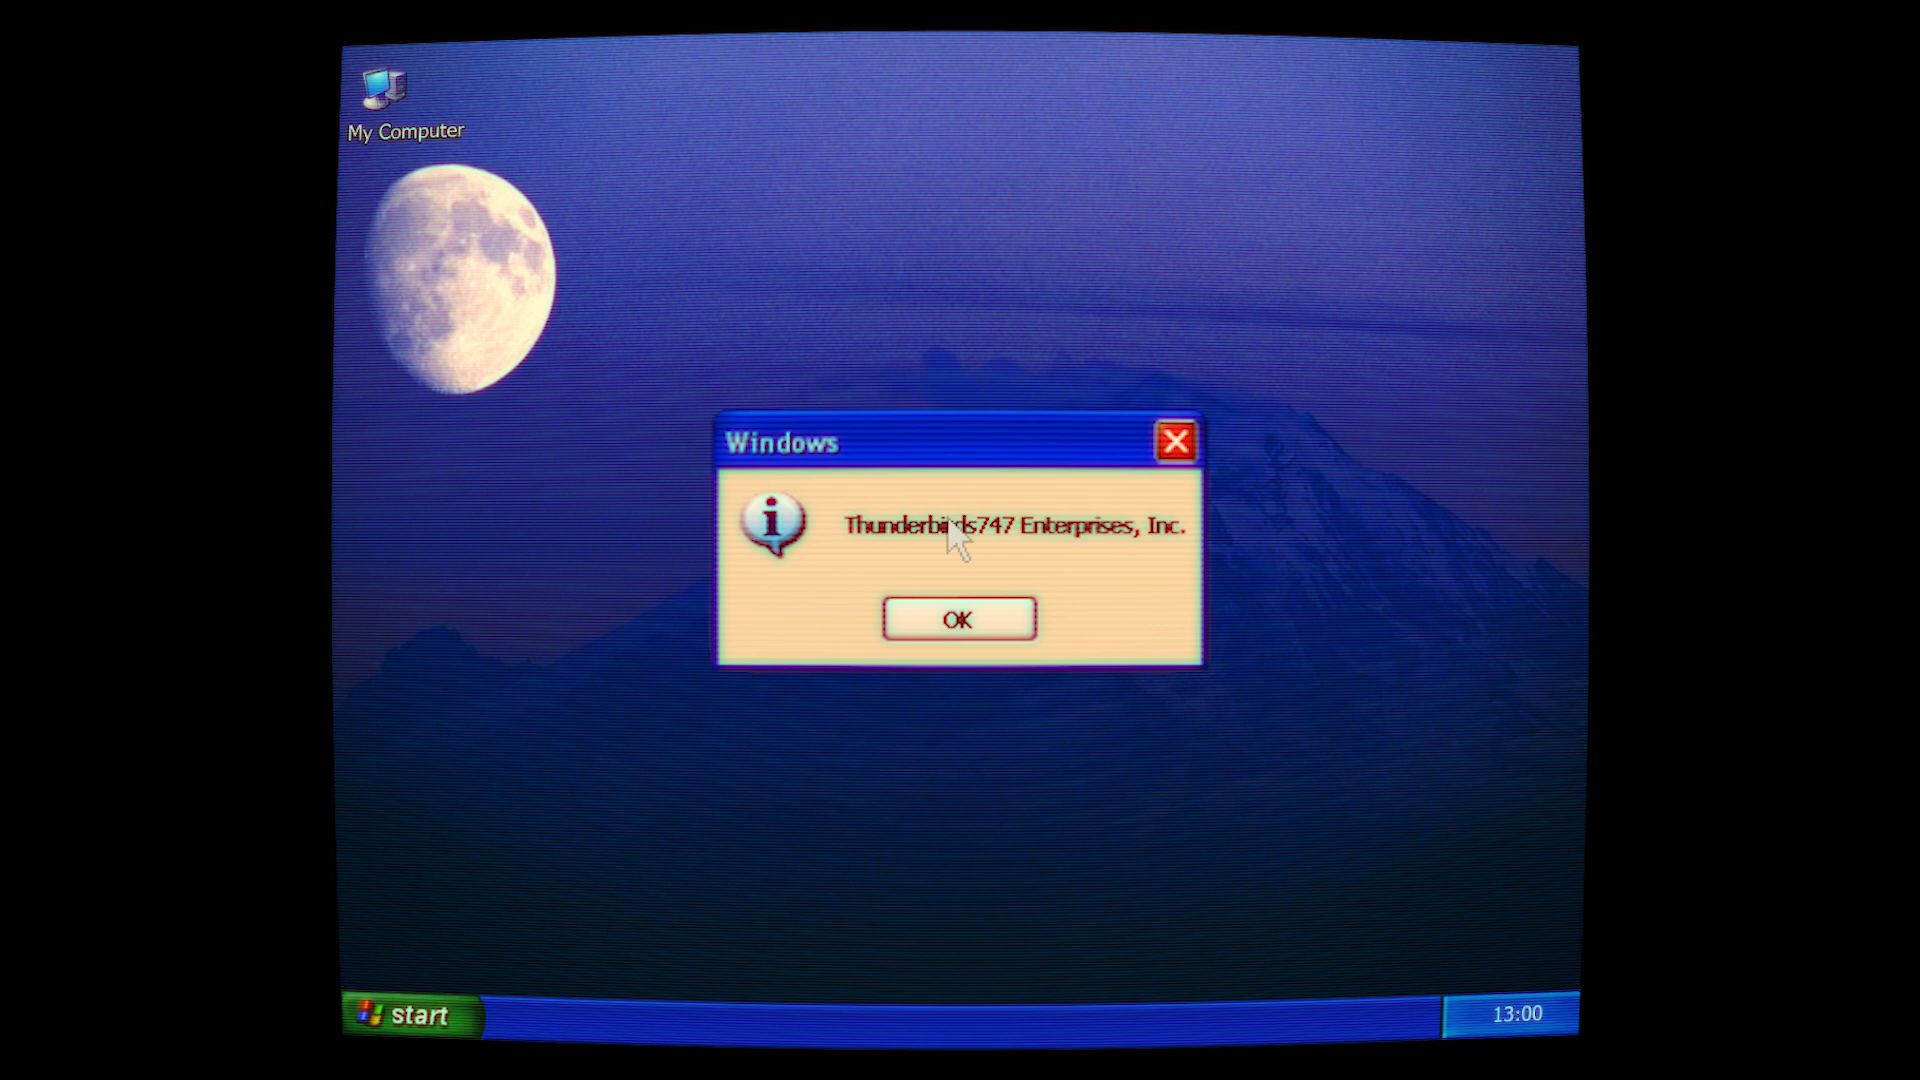 My Computer
Windows
Thunderbirds747 Enterprises, Inc.
OK
start
13:00